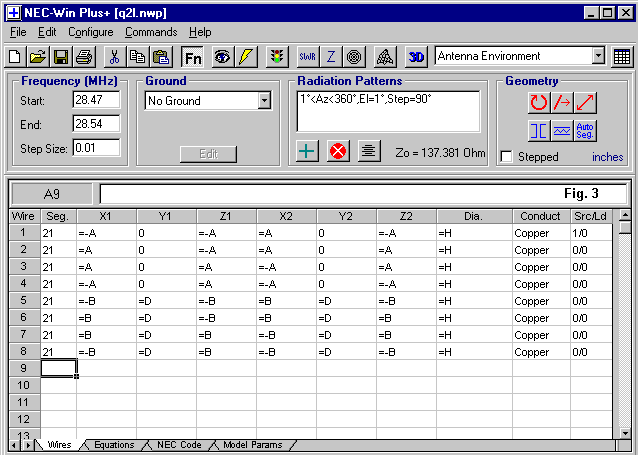 NEC-Win Plus+ [q2l.nwp]
File Edit Configure Commands Help
Fn SWR Z 3D Antenna Environment
Frequency (MHz) Ground Radiation Patterns Geometry
Start: 28.47 No Ground 1°<Az<360°,El=1°,Step=90°
End: 28.54
Step Size: 0.01 Edit Zo = 137.381 Ohm Auto Seg.
Stepped inches
A9 Fig. 3
Wire Seg. X1 Y1 Z1 X2 Y2 Z2 Dia. Conduct Src/Ld
1 21 =-A 0 =-A =A 0 =-A =H Copper 1/0
2 21 =A 0 =-A =A 0 =A =H Copper 0/0
3 21 =A 0 =A =-A 0 =A =H Copper 0/0
4 21 =-A 0 =A =-A 0 =-A =H Copper 0/0
5 21 =-B =D =-B =B =D =-B =H Copper 0/0
6 21 =B =D =-B =B =D =B =H Copper 0/0
7 21 =B =D =B =-B =D =B =H Copper 0/0
8 21 =-B =D =B =-B =D =-B =H Copper 0/0
9
10
11
12
13
Wires Equations NEC Code Model Params